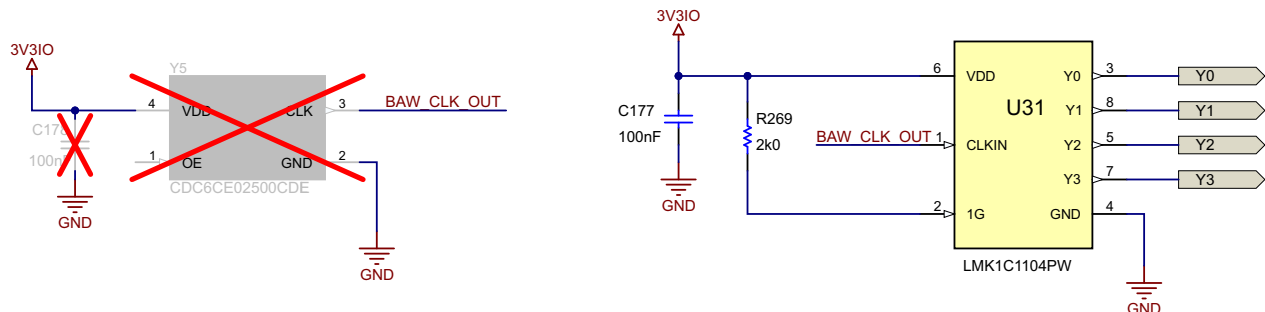 3V3IO
Y5
4
VDD
CLK
3
BAW_CLK_OUT
C178
100nF
1
OE
GND
2
CDC6CE02500CDE
GND
GND
3V3IO
C177
100nF
R269
2k0
BAW_CLK_OUT
6
VDD
U31
1
CLKIN
2
1G
Y0
3
Y0
Y1
8
Y1
Y2
5
Y2
Y3
7
Y3
GND
4
LMK1C1104PW
GND